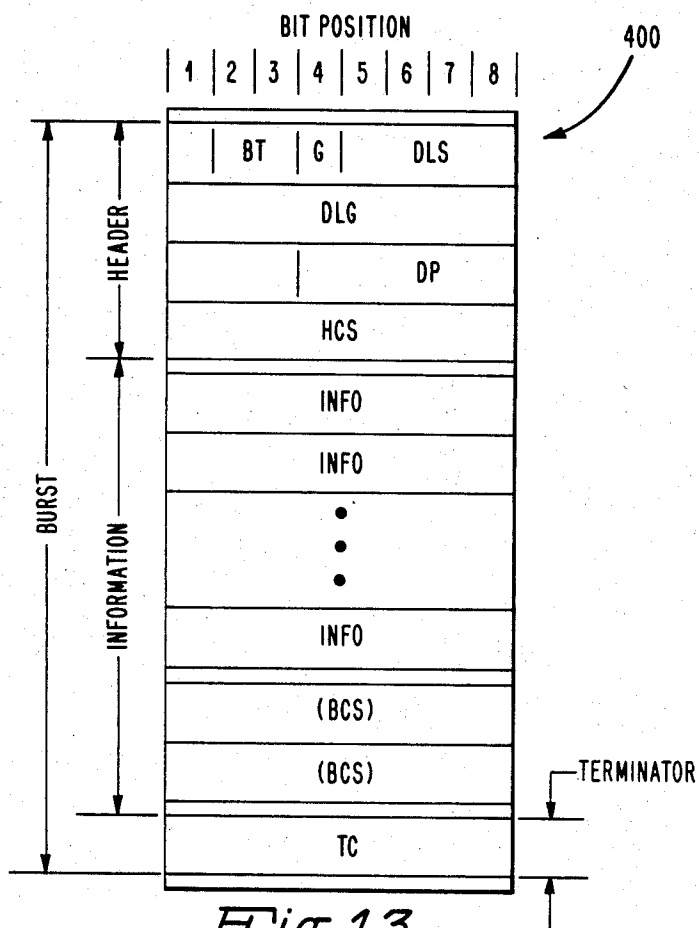 BIT POSITION
400
1 2 3 4 5 6 7 8
BT G DLS
DLG
HEADER
DP
HCS
INFO
INFO
BURST
INFORMATION
INFO
(BCS)
(BCS)
TERMINATOR
TC
Fig. 13